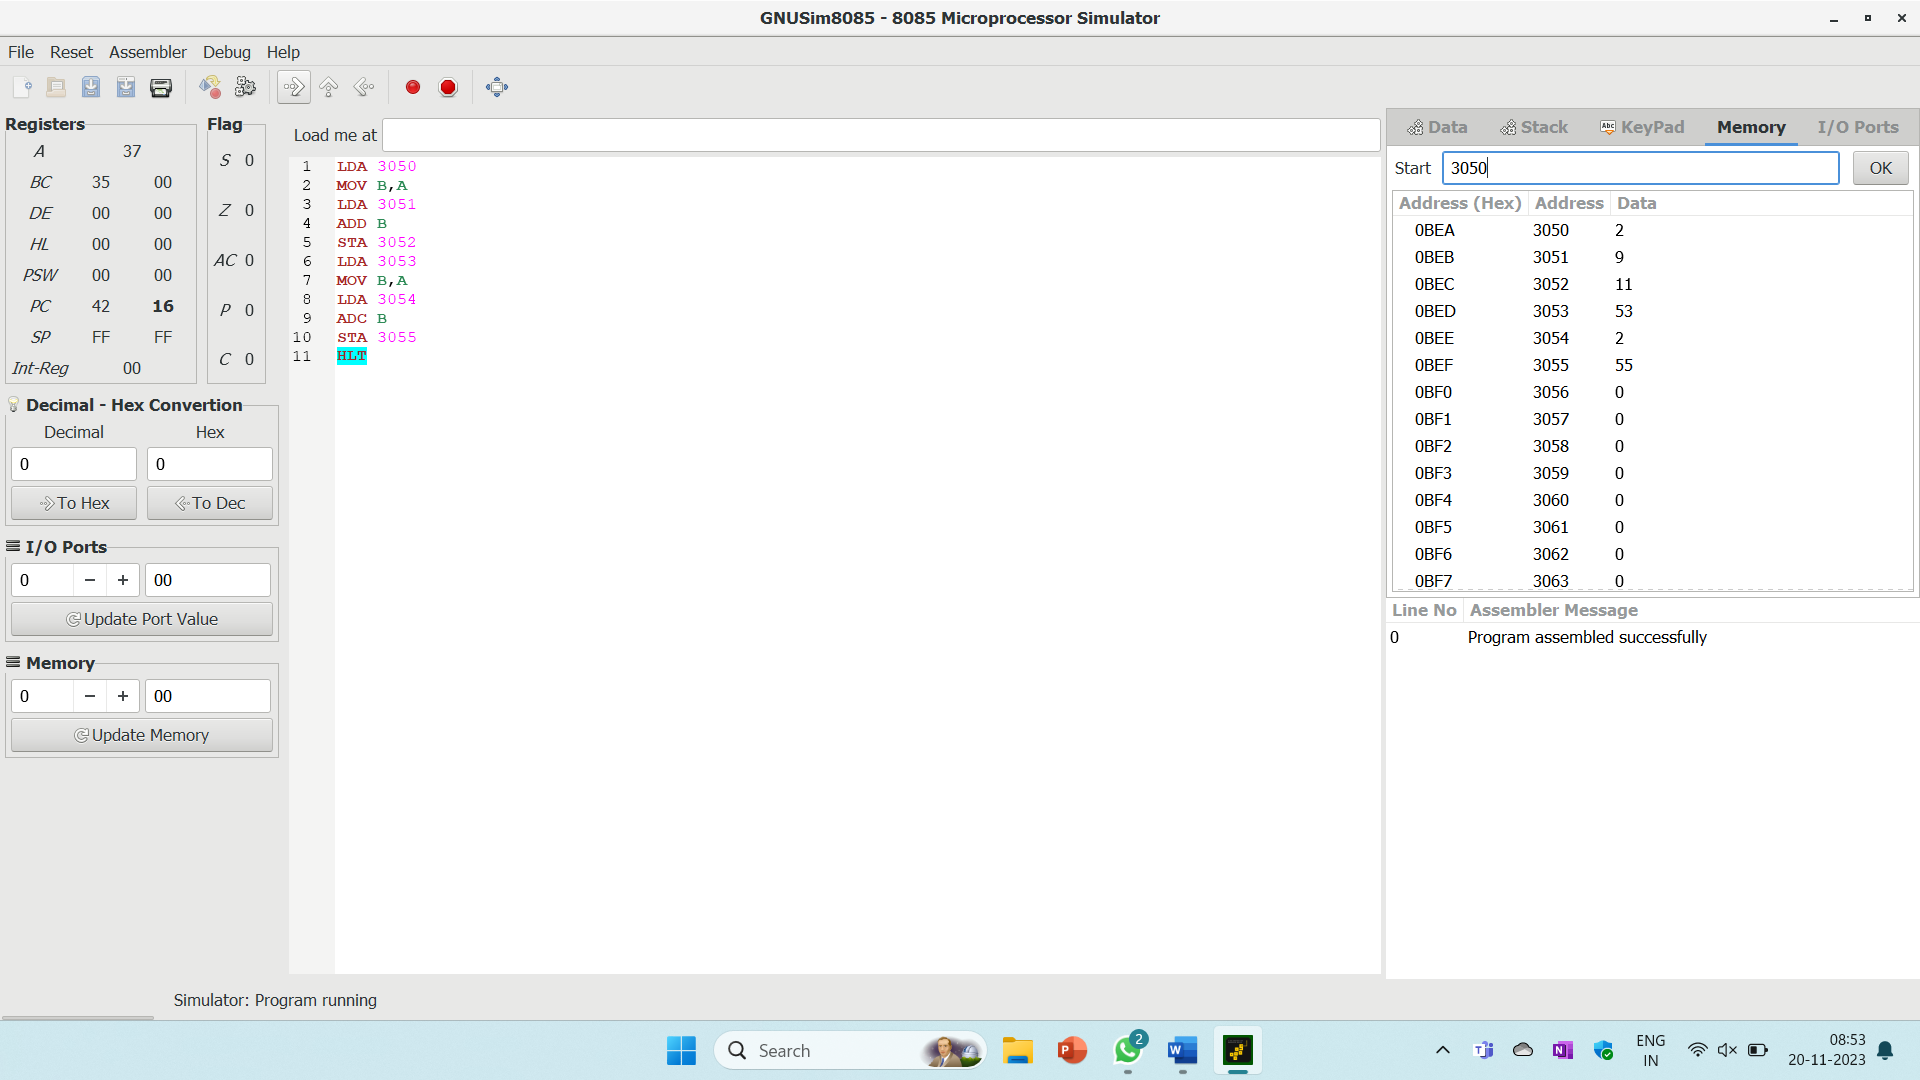 GNUSim8085 - 8085 Microprocessor Simulator
File Reset Assembler Debug Help
Registers
A 37
BC 35 00
DE 00 00
HL 00 00
PSW 00 00
PC 42 16
SP FF FF
Int-Reg 00
Flag
S 0
Z 0
AC 0
P 0
C 0
Decimal - Hex Convertion
Decimal Hex
0 0
To Hex To Dec
I/O Ports
0 − + 00
Update Port Value
Memory
0 − + 00
Update Memory
Load me at
1 LDA 3050
2 MOV B,A
3 LDA 3051
4 ADD B
5 STA 3052
6 LDA 3053
7 MOV B,A
8 LDA 3054
9 ADC B
10 STA 3055
11 HLT
Data Stack Abc KeyPad Memory I/O Ports
Start 3050 OK
Address (Hex) Address Data
0BEA 3050 2
0BEB 3051 9
0BEC 3052 11
0BED 3053 53
0BEE 3054 2
0BEF 3055 55
0BF0 3056 0
0BF1 3057 0
0BF2 3058 0
0BF3 3059 0
0BF4 3060 0
0BF5 3061 0
0BF6 3062 0
0BF7 3063 0
Line No Assembler Message
0 Program assembled successfully
Simulator: Program running
Search
P
2
W
T
N
ENG
IN
08:53
20-11-2023